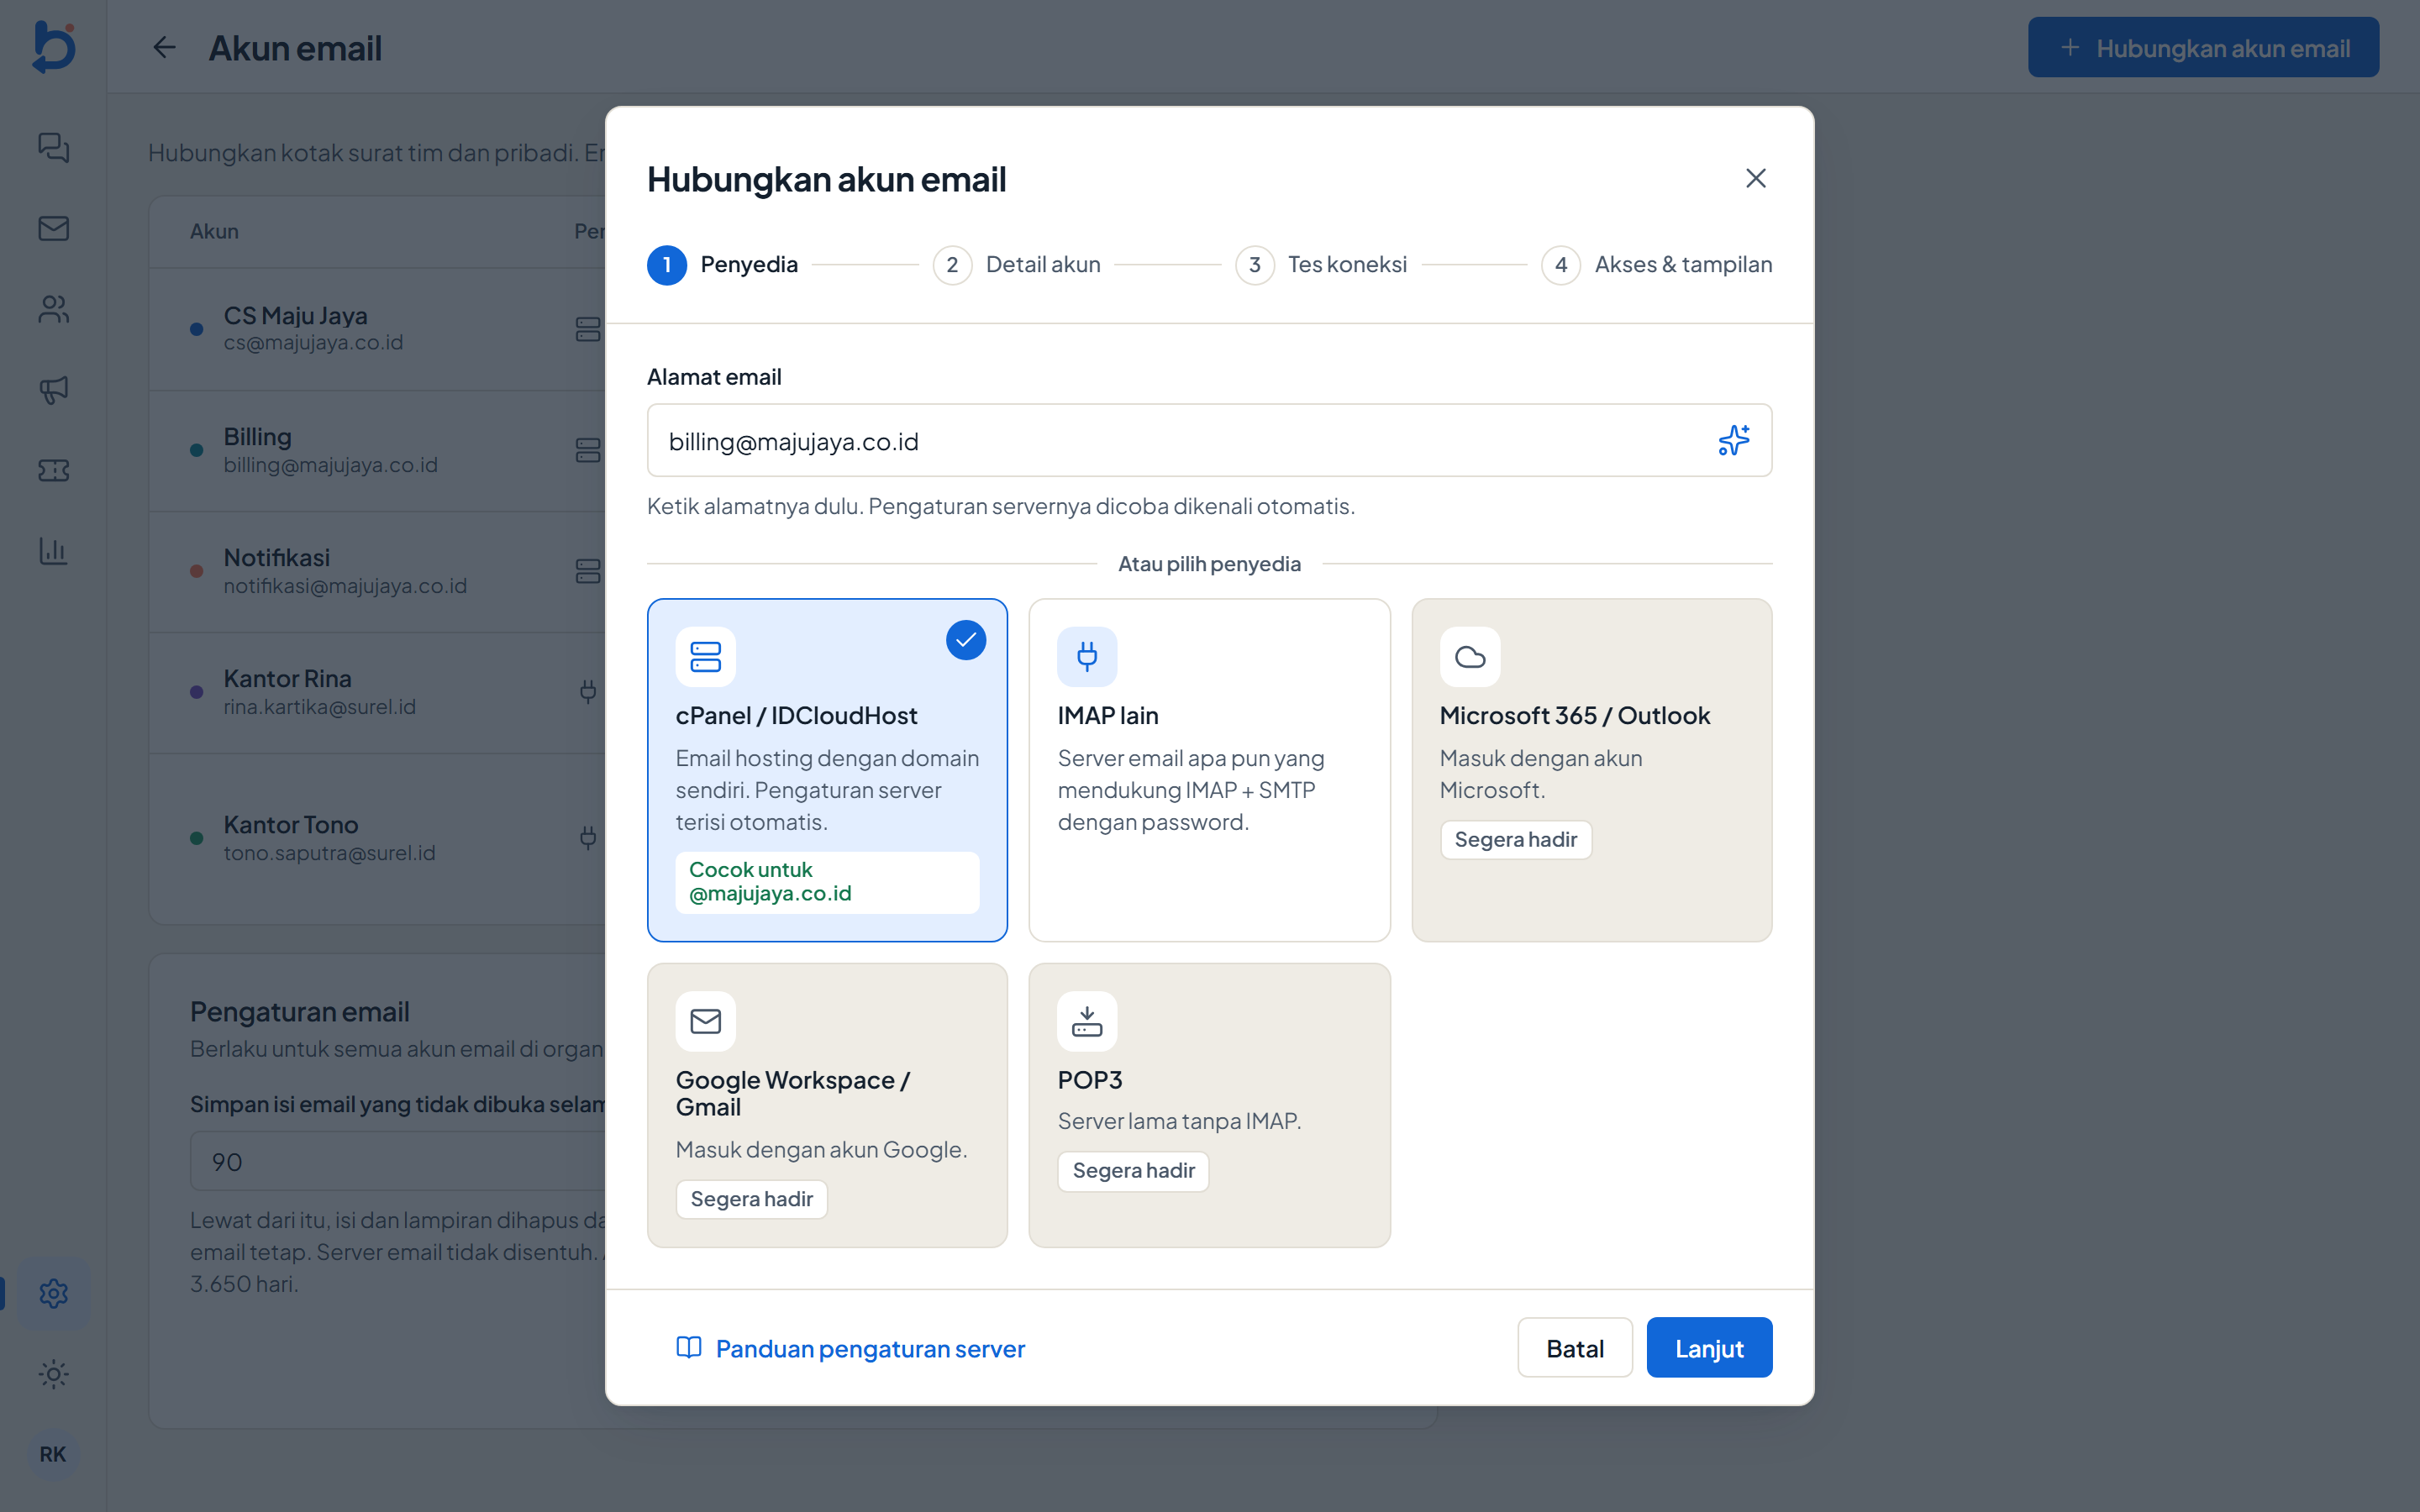 Akun email
Hubungkan akun email
Hubungkan kotak surat tim dan pribadi.
Akun
CS Maju Jaya
cs@majujaya.co.id
Billing
billing@majujaya.co.id
Notifikasi
notifikasi@majujaya.co.id
Kantor Rina
rina.kartika@surel.id
Kantor Tono
tono.saputra@surel.id
Pengaturan email
Berlaku untuk semua akun email di
Simpan isi email yang tidak dibuka
90
Lewat dari itu, isi dan lampiran dihapus
email tetap. Server email tidak disentuh.
3.650 hari.
RK
Hubungkan akun email
1 Penyedia
2 Detail akun
3 Tes koneksi
4 Akses & tampilan
Alamat email
billing@majujaya.co.id
Ketik alamatnya dulu. Pengaturan servernya dicoba dikenali otomatis.
Atau pilih penyedia
cPanel / IDCloudHost
Email hosting dengan domain
sendiri. Pengaturan server
terisi otomatis.
Cocok untuk
@majujaya.co.id
IMAP lain
Server email apa pun yang
mendukung IMAP + SMTP
dengan password.
Microsoft 365 / Outlook
Masuk dengan akun
Microsoft.
Segera hadir
Google Workspace /
Gmail
Masuk dengan akun Google.
Segera hadir
POP3
Server lama tanpa IMAP.
Segera hadir
Panduan pengaturan server
Batal
Lanjut